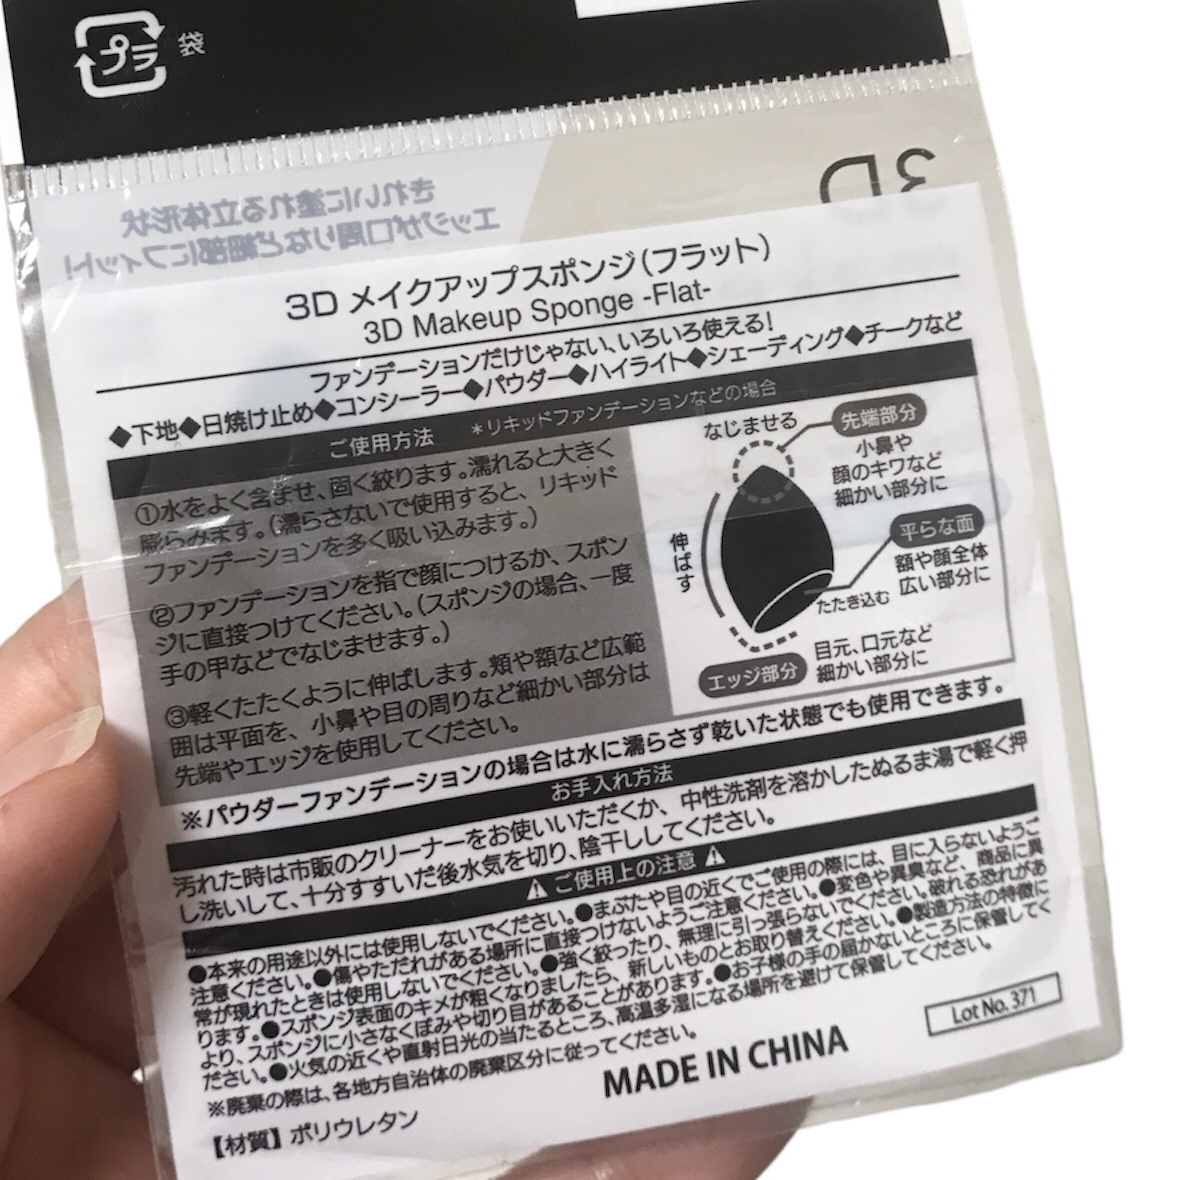 プラ
袋
3D
きれいに塗れる立体形状
エッジが口周りなど細部にフィット!
3D メイクアップスポンジ(フラット)
3D Makeup Sponge -Flat-
ファンデーションだけじゃない、いろいろ使える!
◆下地◆日焼け止め◆コンシーラー◆パウダー◆ハイライト◆シェーディング◆チークなど
ご使用方法 *リキッドファンデーションなどの場合
①水をよく含ませ、固く絞ります。濡れると大きく
膨らみます。(濡らさないで使用すると、リキッド
ファンデーションを多く吸い込みます。)
②ファンデーションを指で顔につけるか、スポン
ジに直接つけてください。(スポンジの場合、一度
手の甲などでなじませます。)
③軽くたたくように伸ばします。頬や額など広範
囲は平面を、小鼻や目の周りなど細かい部分は
先端やエッジを使用してください。
なじませる
先端部分
小鼻や
顔のキワなど
細かい部分に
伸ばす
平らな面
額や顔全体
広い部分に
たたき込む
エッジ部分
目元、口元など
細かい部分に
※パウダーファンデーションの場合は水に濡らさず乾いた状態でも使用できます。
お手入れ方法
汚れた時は市販のクリーナーをお使いいただくか、中性洗剤を溶かしたぬるま湯で軽く押
し洗いして、十分すすいだ後水気を切り、陰干ししてください。
ご使用上の注意
●本来の用途以外には使用しないでください。●まぶたや目の近くでご使用の際には、目に入らないようご
注意ください。●傷やただれがある場所に直接つけないようご注意ください。●変色や異臭など、商品に異
常が現れたときは使用しないでください。●強く絞ったり、無理に引っ張らないでください。破れる恐れがあ
ります。●スポンジ表面のキメが粗くなりましたら、新しいものとお取り替えください。●製造方法の特徴に
より、スポンジに小さなくぼみや切り目があることがあります。●お子様の手の届かないところに保管してく
ださい。●火気の近くや直射日光の当たるところ、高温多湿になる場所を避けて保管してください。
※廃棄の際は、各地方自治体の廃棄区分に従ってください。
【材質】ポリウレタン
MADE IN CHINA
Lot No. 371